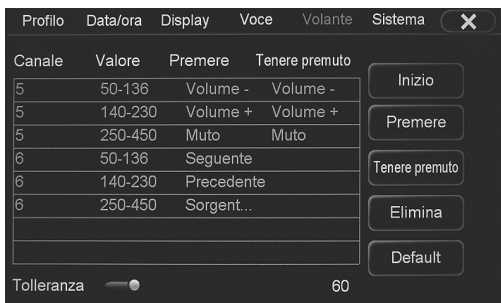 Profilo Data/ora Display Voce Volante Sistema X
Canale Valore Premere Tenere premuto
5 50-136 Volume - Volume -
5 140-230 Volume + Volume +
5 250-450 Muto Muto
6 50-136 Seguente
6 140-230 Precedente
6 250-450 Sorgent...
Inizio
Premere
Tenere premuto
Elimina
Default
Tolleranza 60